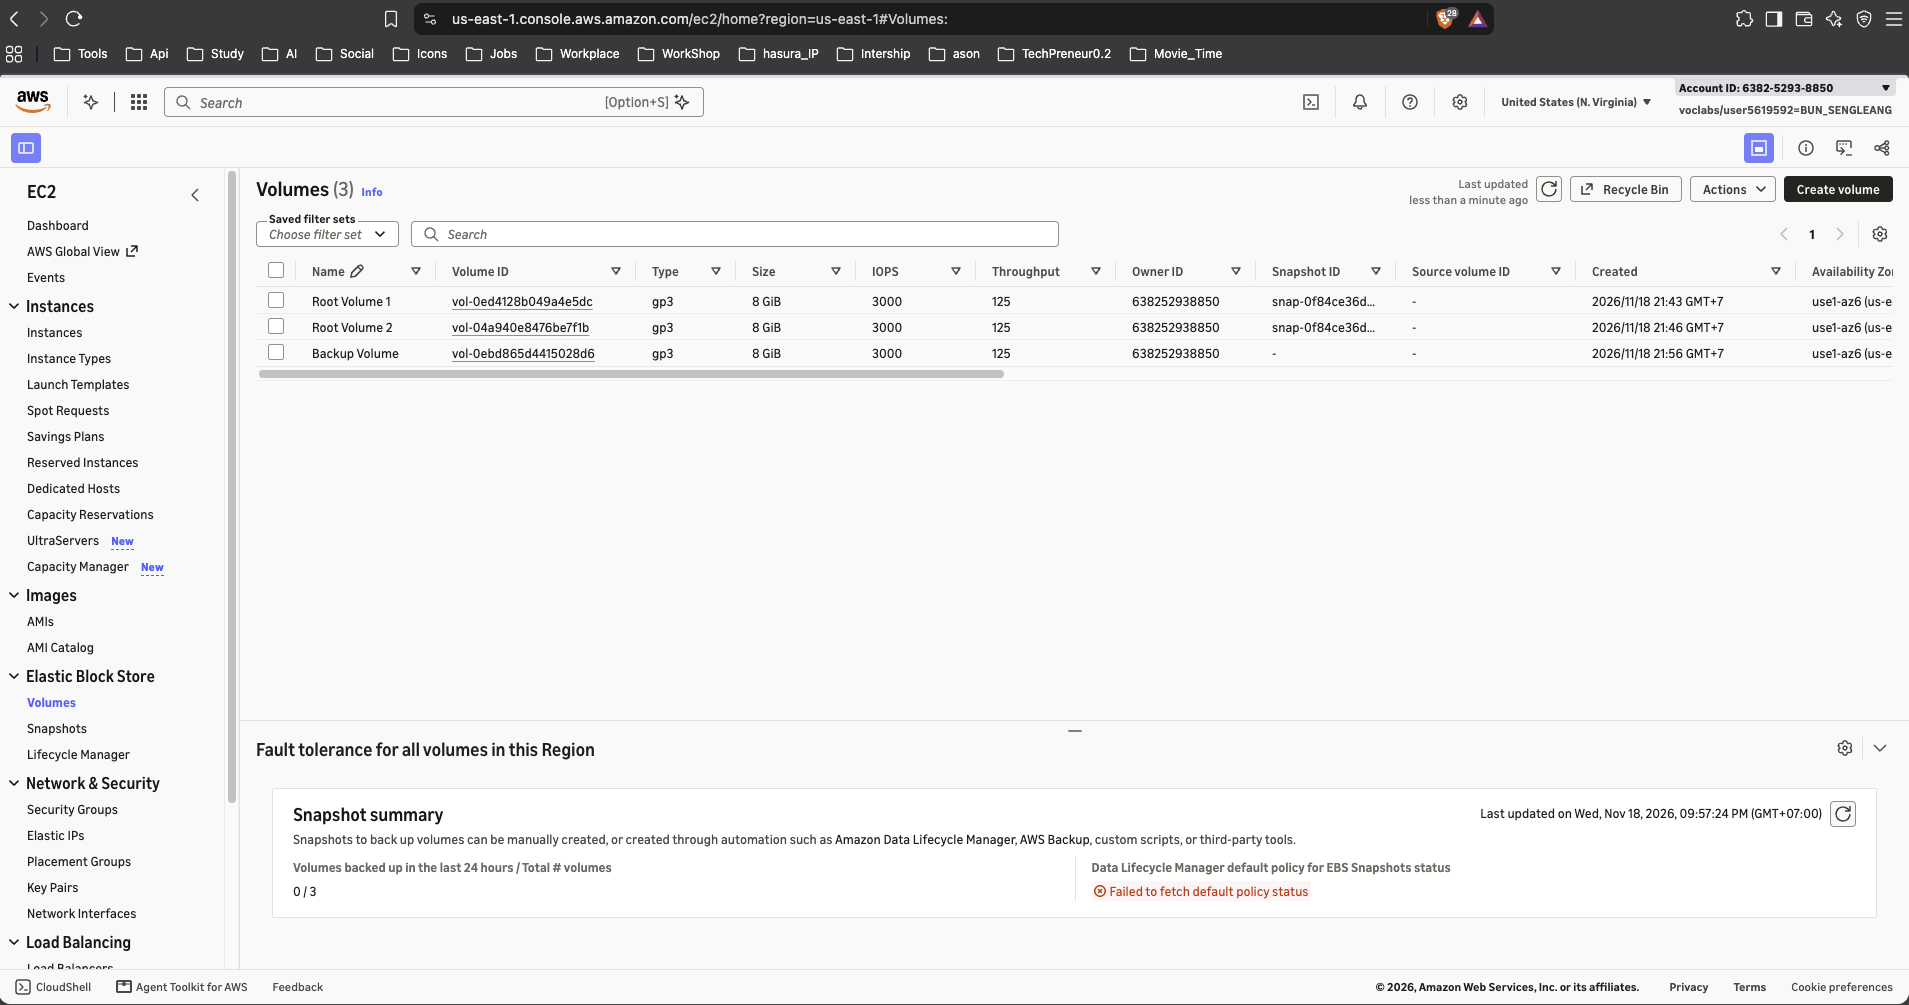 us-east-1.console.aws.amazon.com/ec2/home?region=us-east-1#Volumes:
28
Tools Api Study AI Social Icons Jobs Workplace WorkShop hasura_IP Intership ason TechPreneur0.2 Movie_Time
aws Search [Option+S] United States (N. Virginia) Account ID: 6382-5293-8850
voclabs/user5619592=BUN_SENGLEANG
EC2
Dashboard
AWS Global View
Events
Instances
Instances
Instance Types
Launch Templates
Spot Requests
Savings Plans
Reserved Instances
Dedicated Hosts
Capacity Reservations
UltraServers New
Capacity Manager New
Images
AMIs
AMI Catalog
Elastic Block Store
Volumes
Snapshots
Lifecycle Manager
Network & Security
Security Groups
Elastic IPs
Placement Groups
Key Pairs
Network Interfaces
Load Balancing
Load Balancers
Volumes (3) Info
Last updated
less than a minute ago
Recycle Bin Actions Create volume
Saved filter sets
Choose filter set Search 1
Name Volume ID Type Size IOPS Throughput Owner ID Snapshot ID Source volume ID Created Availability Zo
Root Volume 1 vol-0ed4128b049a4e5dc gp3 8 GiB 3000 125 638252938850 snap-0f84ce36d... - 2026/11/18 21:43 GMT+7 use1-az6 (us-e
Root Volume 2 vol-04a940e8476be7f1b gp3 8 GiB 3000 125 638252938850 snap-0f84ce36d... - 2026/11/18 21:46 GMT+7 use1-az6 (us-e
Backup Volume vol-0ebd865d4415028d6 gp3 8 GiB 3000 125 638252938850 - - 2026/11/18 21:56 GMT+7 use1-az6 (us-e
Fault tolerance for all volumes in this Region
Snapshot summary
Last updated on Wed, Nov 18, 2026, 09:57:24 PM (GMT+07:00)
Snapshots to back up volumes can be manually created, or created through automation such as Amazon Data Lifecycle Manager, AWS Backup, custom scripts, or third-party tools.
Volumes backed up in the last 24 hours / Total # volumes
0 / 3
Data Lifecycle Manager default policy for EBS Snapshots status
Failed to fetch default policy status
CloudShell Agent Toolkit for AWS Feedback © 2026, Amazon Web Services, Inc. or its affiliates. Privacy Terms Cookie preferences